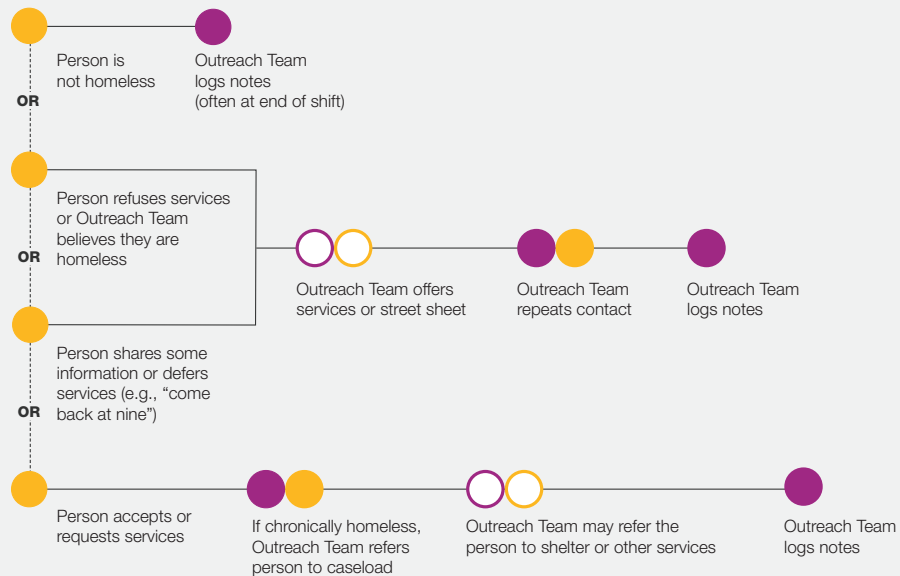 Person is
not homeless
Outreach Team
logs notes
(often at end of shift)
OR
Person refuses services
or Outreach Team
believes they are
homeless
OR
Outreach Team offers
services or street sheet
Outreach Team
repeats contact
Outreach Team
logs notes
Person shares some
information or defers
services (e.g., “come
back at nine”)
OR
Person accepts or
requests services
If chronically homeless,
Outreach Team refers
person to caseload
Outreach Team may refer the
person to shelter or other services
Outreach Team
logs notes